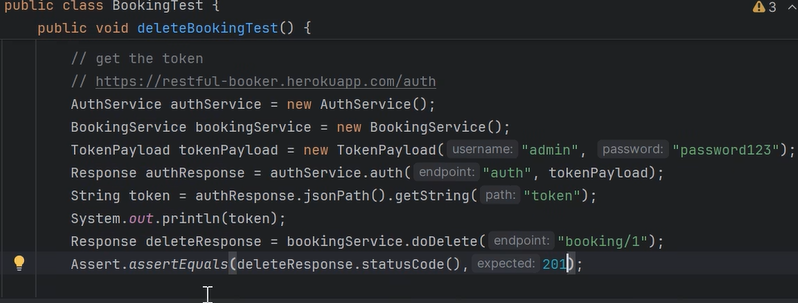 public class BookingTest {
3
public void deleteBookingTest() {
// get the token
// https://restful-booker.herokuapp.com/auth
AuthService authService = new AuthService();
BookingService bookingService = new BookingService();
TokenPayload tokenPayload = new TokenPayload( username: "admin", password: "password123");
Response authResponse = authService.auth( endpoint: "auth", tokenPayload);
String token = authResponse.jsonPath().getString( path: "token");
System.out.println(token);
Response deleteResponse = bookingService.doDelete( endpoint: "booking/1");
Assert.assertEquals(deleteResponse.statusCode(), expected: 201);